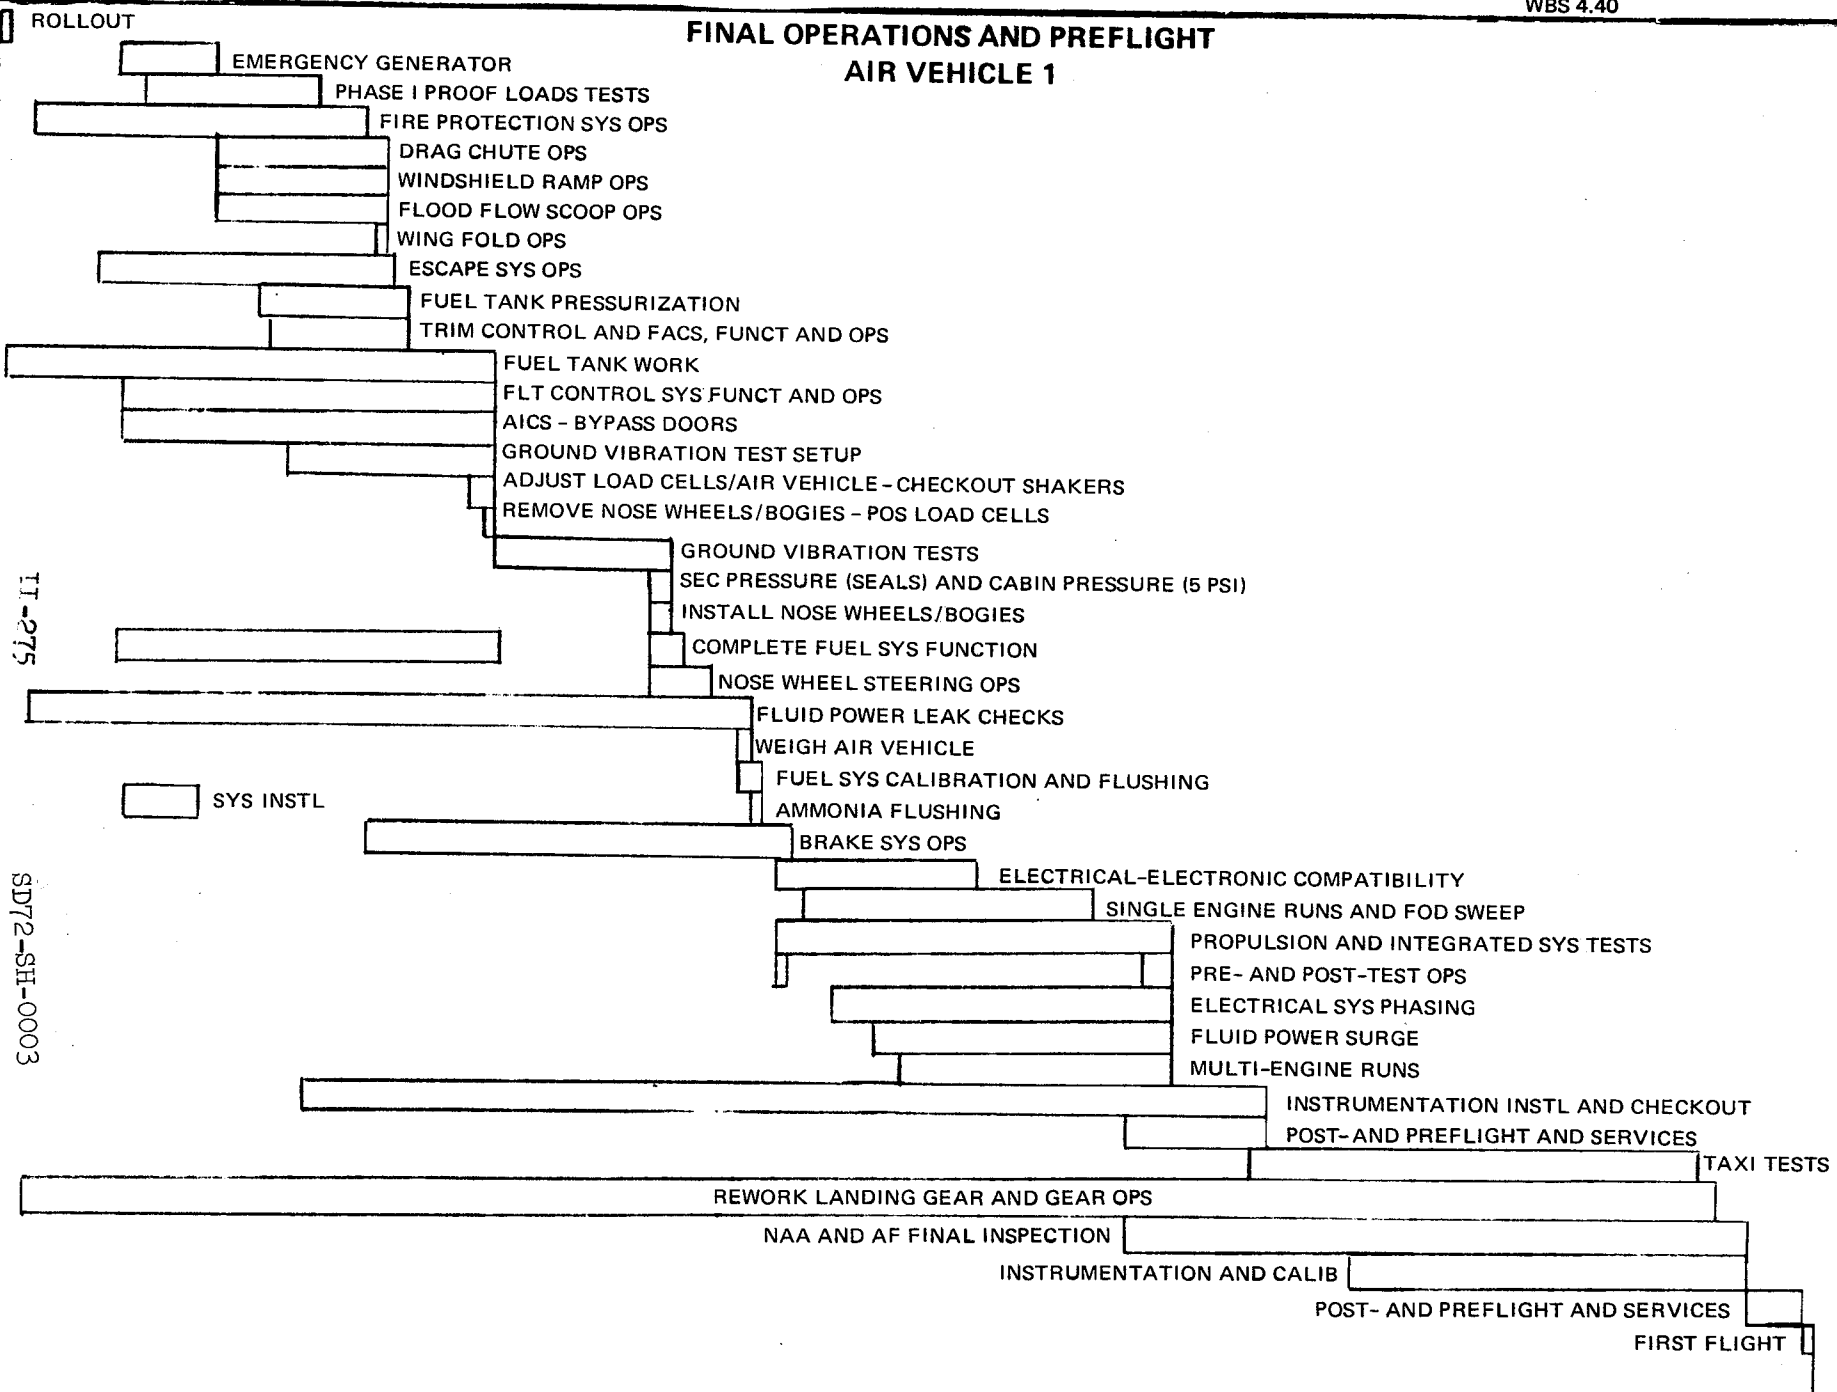 WBS 4.40
ROLLOUT
FINAL OPERATIONS AND PREFLIGHT
AIR VEHICLE 1
EMERGENCY GENERATOR
PHASE I PROOF LOADS TESTS
FIRE PROTECTION SYS OPS
DRAG CHUTE OPS
WINDSHIELD RAMP OPS
FLOOD FLOW SCOOP OPS
WING FOLD OPS
ESCAPE SYS OPS
FUEL TANK PRESSURIZATION
TRIM CONTROL AND FACS, FUNCT AND OPS
FUEL TANK WORK
FLT CONTROL SYS FUNCT AND OPS
AICS - BYPASS DOORS
GROUND VIBRATION TEST SETUP
ADJUST LOAD CELLS/AIR VEHICLE-CHECKOUT SHAKERS
REMOVE NOSE WHEELS/BOGIES - POS LOAD CELLS
GROUND VIBRATION TESTS
SEC PRESSURE (SEALS) AND CABIN PRESSURE (5 PSI)
INSTALL NOSE WHEELS/BOGIES
COMPLETE FUEL SYS FUNCTION
NOSE WHEEL STEERING OPS
FLUID POWER LEAK CHECKS
WEIGH AIR VEHICLE
FUEL SYS CALIBRATION AND FLUSHING
SYS INSTL
AMMONIA FLUSHING
BRAKE SYS OPS
ELECTRICAL-ELECTRONIC COMPATIBILITY
SINGLE ENGINE RUNS AND FOD SWEEP
PROPULSION AND INTEGRATED SYS TESTS
PRE- AND POST-TEST OPS
ELECTRICAL SYS PHASING
FLUID POWER SURGE
MULTI-ENGINE RUNS
INSTRUMENTATION INSTL AND CHECKOUT
POST- AND PREFLIGHT AND SERVICES
TAXI TESTS
REWORK LANDING GEAR AND GEAR OPS
NAA AND AF FINAL INSPECTION
INSTRUMENTATION AND CALIB
POST- AND PREFLIGHT AND SERVICES
FIRST FLIGHT
II-275
SD72-SH-0003